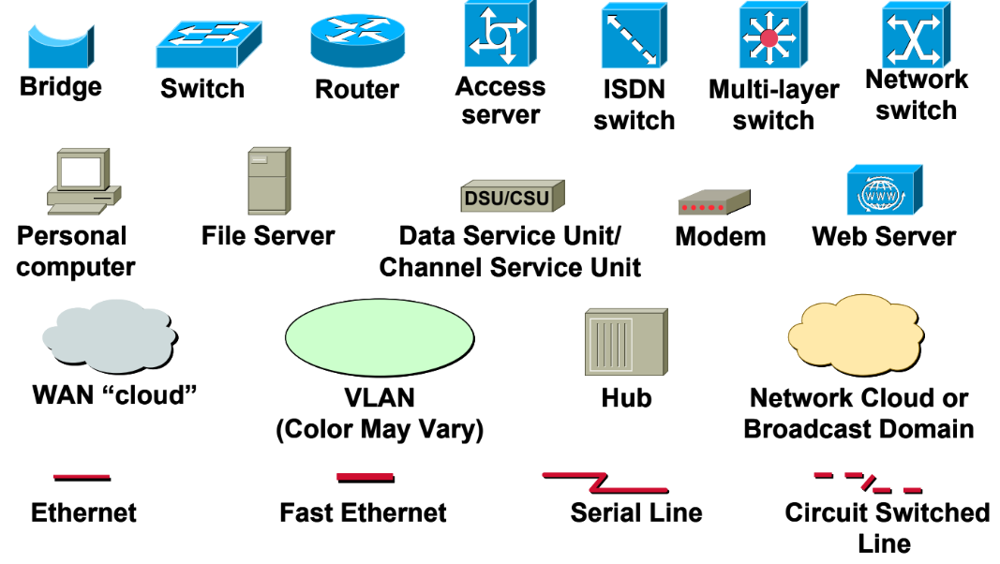 Bridge
Switch
Router
Access
server
ISDN
switch
Multi-layer
switch
Network
switch
Personal
computer
File Server
DSU/CSU
Data Service Unit/
Channel Service Unit
Modem
WWW
Web Server
WAN “cloud”
VLAN
(Color May Vary)
Hub
Network Cloud or
Broadcast Domain
Ethernet
Fast Ethernet
Serial Line
Circuit Switched
Line